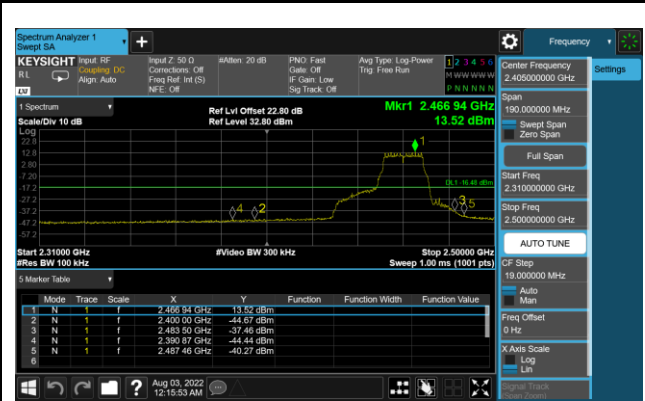 Spectrum Analyzer 1
Swept SA
+
Frequency
KEYSIGHT
RL
LXI
Input: RF
Coupling: DC
Align: Auto
Input Z: 50 Ω
Corrections: Off
Freq Ref: Int (S)
NFE: Off
#Atten: 20 dB
PNO: Fast
Gate: Off
IF Gain: Low
Sig Track: Off
Avg Type: Log-Power
Trig: Free Run
1 2 3 4 5 6
M W W W W W
P N N N N N
Center Frequency
2.405000000 GHz
Settings
1 Spectrum
Scale/Div 10 dB
Ref Lvl Offset 22.80 dB
Ref Level 32.80 dBm
Mkr1 2.466 94 GHz
13.52 dBm
Span
190.000000 MHz
Swept Span
Zero Span
Full Span
Start Freq
2.310000000 GHz
Stop Freq
2.500000000 GHz
AUTO TUNE
CF Step
19.000000 MHz
Auto
Man
Freq Offset
0 Hz
X Axis Scale
Log
Lin
Signal Track
(Span Zoom)
Log
22.8
12.8
2.80
-7.20
-17.2
-27.2
-37.2
-47.2
-57.2
1
DL1 -16.48 dBm
4 2
3 5
Start 2.31000 GHz
#Res BW 100 kHz
#Video BW 300 kHz
Stop 2.50000 GHz
Sweep 1.00 ms (1001 pts)
5 Marker Table
Mode Trace Scale X Y Function Function Width Function Value
1 N 1 f 2.466 94 GHz 13.52 dBm
2 N 1 f 2.400 00 GHz -44.67 dBm
3 N 1 f 2.483 50 GHz -37.46 dBm
4 N 1 f 2.390 87 GHz -44.44 dBm
5 N 1 f 2.487 46 GHz -40.27 dBm
6
?
Aug 03, 2022
12:15:53 AM